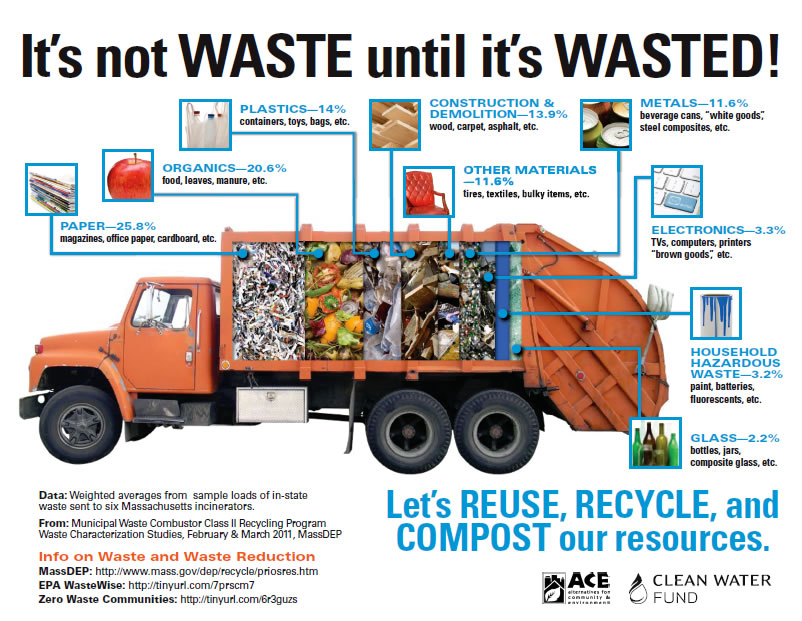 It's not WASTE until it's WASTED!
PLASTICS—14%
containers, toys, bags, etc.
CONSTRUCTION &
DEMOLITION—13.9%
wood, carpet, asphalt, etc.
METALS—11.6%
beverage cans, "white goods",
steel composites, etc.
ORGANICS—20.6%
food, leaves, manure, etc.
OTHER MATERIALS
—11.6%
tires, textiles, bulky items, etc.
PAPER—25.8%
magazines, office paper, cardboard, etc.
ELECTRONICS—3.3%
TVs, computers, printers
"brown goods", etc.
HOUSEHOLD
HAZARDOUS
WASTE—3.2%
paint, batteries,
fluorescents, etc.
GLASS—2.2%
bottles, jars,
composite glass, etc.
Data: Weighted averages from sample loads of in-state
waste sent to six Massachusetts incinerators.
From: Municipal Waste Combustor Class II Recycling Program
Waste Characterization Studies, February & March 2011, MassDEP
Info on Waste and Waste Reduction
MassDEP: http://www.mass.gov/dep/recycle/priosres.htm
EPA WasteWise: http://tinyurl.com/7prscm7
Zero Waste Communities: http://tinyurl.com/6r3guzs
Let's REUSE, RECYCLE, and
COMPOST our resources.
ACE
alternatives for
community &
environment
CLEAN WATER
FUND